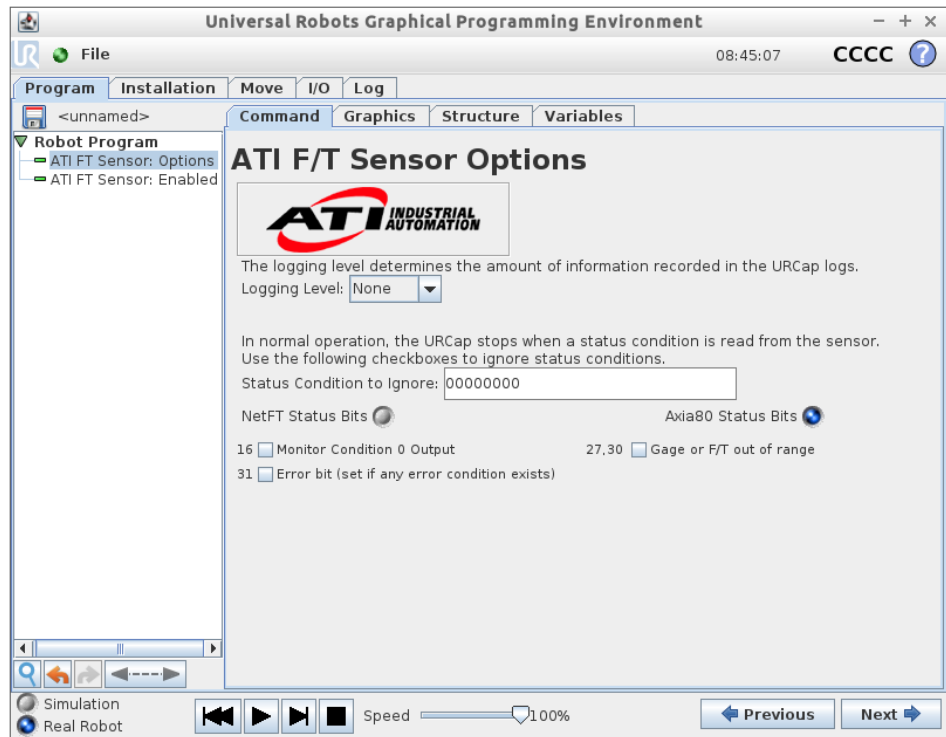 Universal Robots Graphical Programming Environment
File
08:45:07
CCCC
?
Program Installation Move I/O Log
<unnamed>
Command Graphics Structure Variables
Robot Program
ATI FT Sensor: Options
ATI FT Sensor: Enabled
ATI F/T Sensor Options
ATI INDUSTRIAL
AUTOMATION
The logging level determines the amount of information recorded in the URCap logs.
Logging Level: None
In normal operation, the URCap stops when a status condition is read from the sensor.
Use the following checkboxes to ignore status conditions.
Status Condition to Ignore: 00000000
NetFT Status Bits Axia80 Status Bits
16 Monitor Condition 0 Output 27,30 Gage or F/T out of range
31 Error bit (set if any error condition exists)
Simulation
Real Robot
Speed 100%
Previous Next